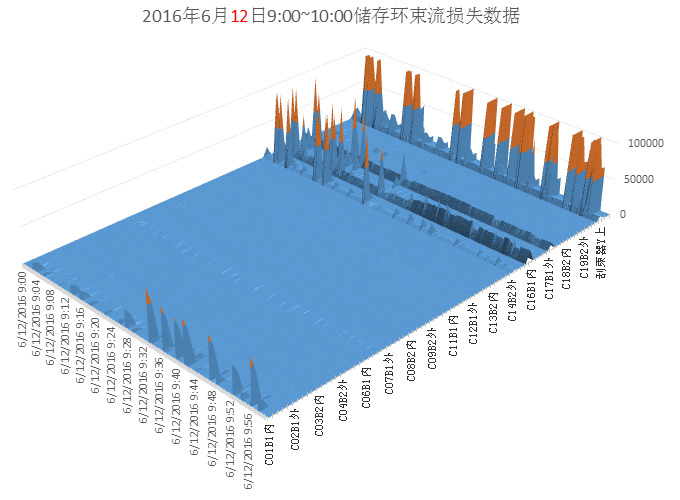 2016年6月12日9:00~10:00储存环束流损失数据
100000
50000
0
6/12/2016 9:00
6/12/2016 9:04
6/12/2016 9:08
6/12/2016 9:12
6/12/2016 9:16
6/12/2016 9:20
6/12/2016 9:24
6/12/2016 9:28
6/12/2016 9:32
6/12/2016 9:36
6/12/2016 9:40
6/12/2016 9:44
6/12/2016 9:48
6/12/2016 9:52
6/12/2016 9:56
C01B1内
C02B1外
C03B2内
C04B2外
C06B1内
C07B1外
C08B2内
C09B2外
C11B1内
C12B1外
C13B2内
C14B2外
C16B1内
C17B1外
C18B2内
C19B2外
刮束器Y上